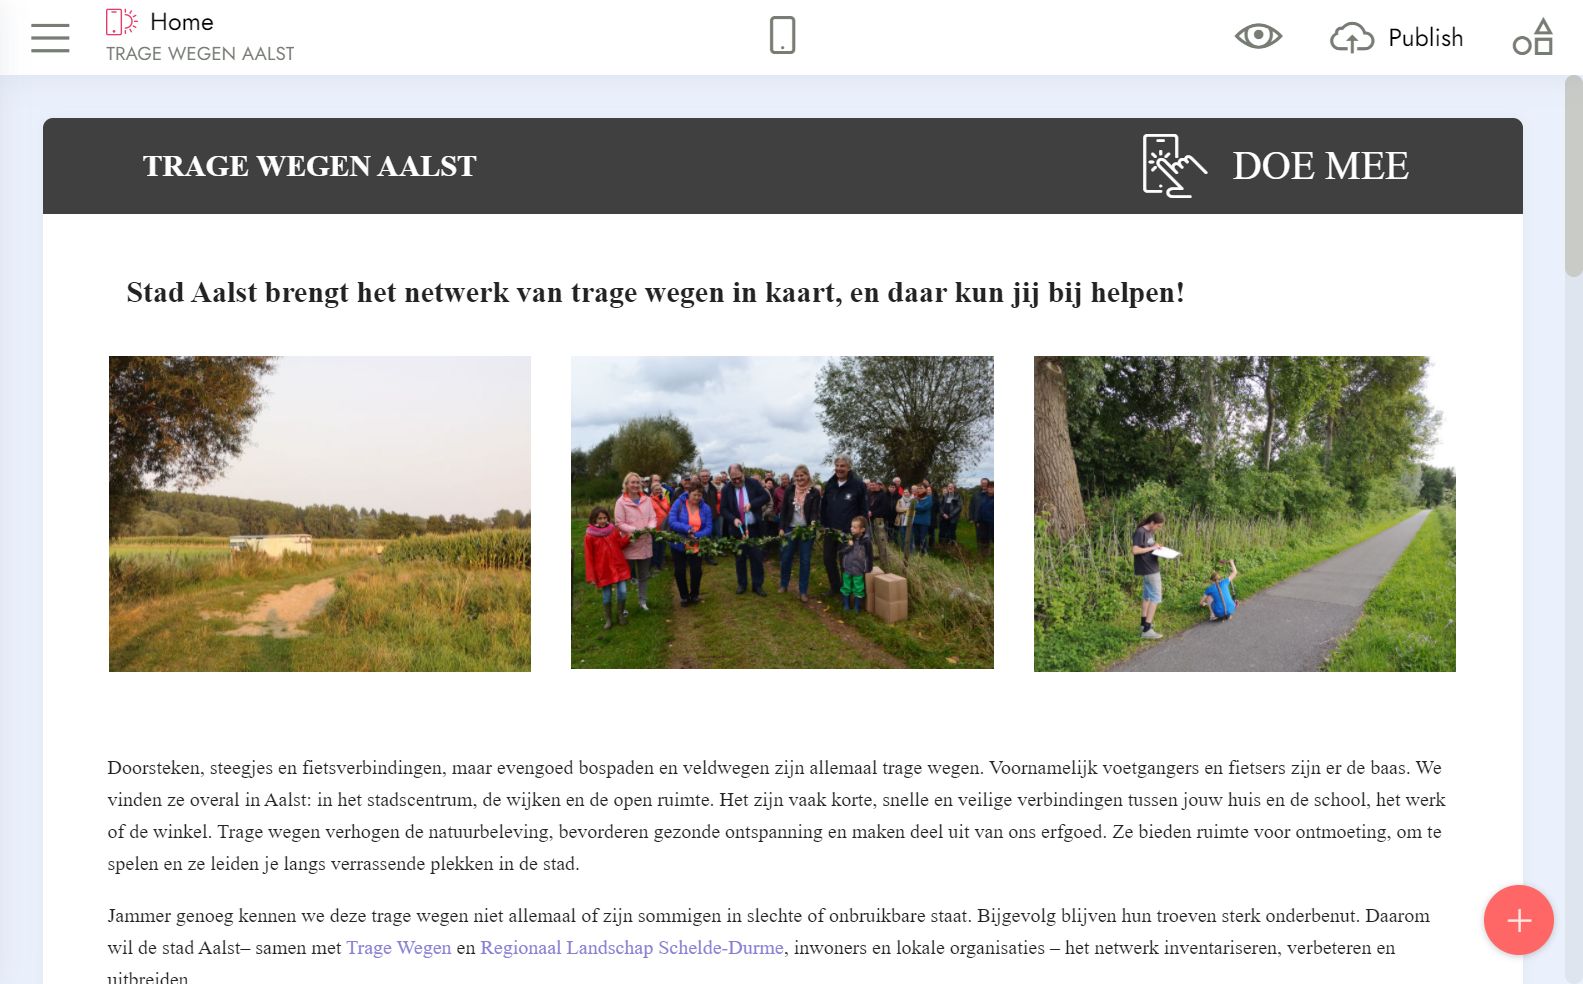 Home
TRAGE WEGEN AALST
Publish
TRAGE WEGEN AALST
DOE MEE
Stad Aalst brengt het netwerk van trage wegen in kaart, en daar kun jij bij helpen!
Doorsteken, steegjes en fietsverbindingen, maar evengoed bospaden en veldwegen zijn allemaal trage wegen. Voornamelijk voetgangers en fietsers zijn er de baas. We
vinden ze overal in Aalst: in het stadscentrum, de wijken en de open ruimte. Het zijn vaak korte, snelle en veilige verbindingen tussen jouw huis en de school, het werk
of de winkel. Trage wegen verhogen de natuurbeleving, bevorderen gezonde ontspanning en maken deel uit van ons erfgoed. Ze bieden ruimte voor ontmoeting, om te
spelen en ze leiden je langs verrassende plekken in de stad.
Jammer genoeg kennen we deze trage wegen niet allemaal of zijn sommigen in slechte of onbruikbare staat. Bijgevolg blijven hun troeven sterk onderbenut. Daarom
wil de stad Aalst– samen met Trage Wegen en Regionaal Landschap Schelde-Durme, inwoners en lokale organisaties – het netwerk inventariseren, verbeteren en
uitbreiden